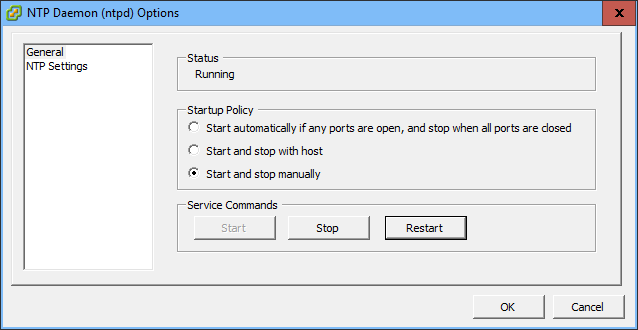 NTP Daemon (ntpd) Options
x
General
NTP Settings
Status
Running
Startup Policy
Start automatically if any ports are open, and stop when all ports are closed
Start and stop with host
Start and stop manually
Service Commands
Start Stop Restart
OK Cancel